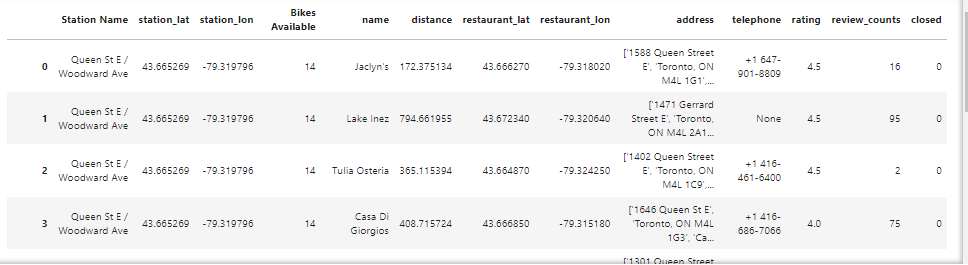 Station Name station_lat station_lon Bikes Available name distance restaurant_lat restaurant_lon address telephone rating review_counts closed
0 Queen St E / Woodward Ave 43.665269 -79.319796 14 Jaclyn's 172.375134 43.666270 -79.318020 ['1588 Queen Street E', 'Toronto, ON M4L 1G1',... +1 647-901-8809 4.5 16 0
1 Queen St E / Woodward Ave 43.665269 -79.319796 14 Lake Inez 794.661955 43.672340 -79.320640 ['1471 Gerrard Street E', 'Toronto, ON M4L 2A1... None 4.5 95 0
2 Queen St E / Woodward Ave 43.665269 -79.319796 14 Tulia Osteria 365.115394 43.664870 -79.324250 ['1402 Queen Street E', 'Toronto, ON M4L 1C9',... +1 416-461-6400 4.5 2 0
3 Queen St E / Woodward Ave 43.665269 -79.319796 14 Casa Di Giorgios 408.715724 43.666850 -79.315180 ['1646 Queen St E', 'Toronto, ON M4L 1G3', 'Ca... +1 416-686-7066 4.0 75 0
['1301 Queen Street